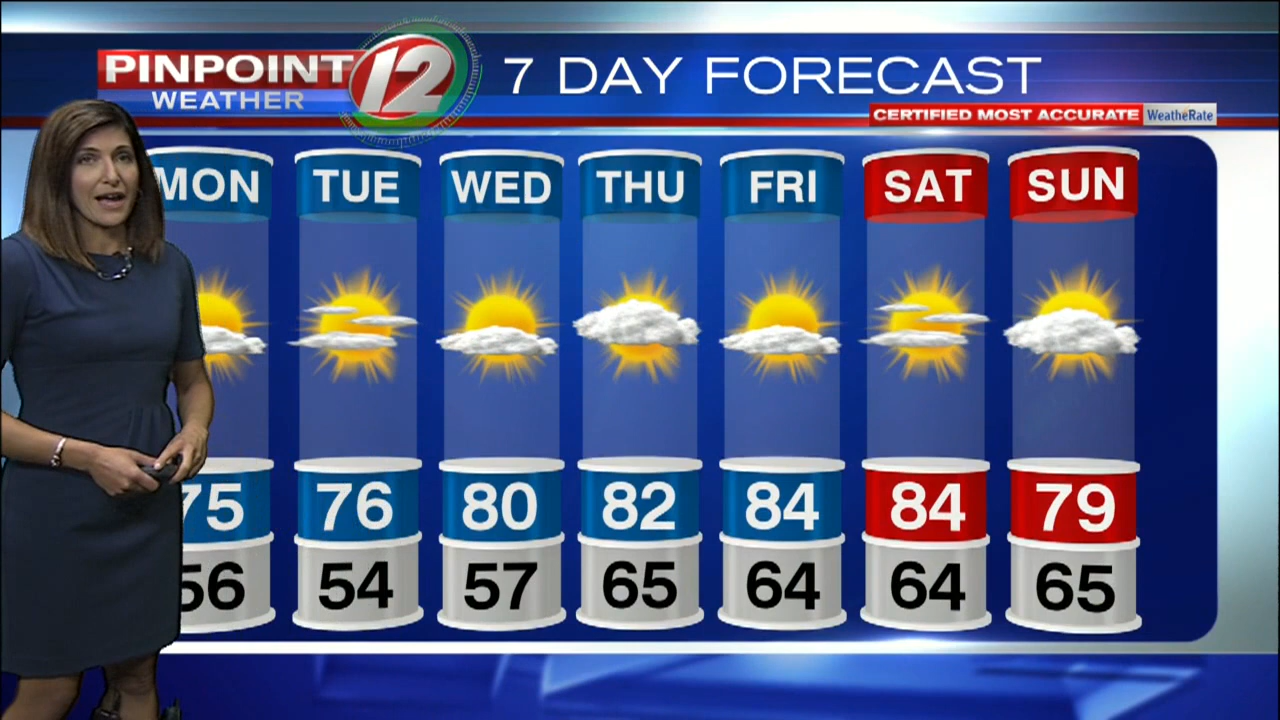 PINPOINT 12
WEATHER
7 DAY FORECAST
CERTIFIED MOST ACCURATE WeatheRate
MON TUE WED THU FRI SAT SUN
75 76 80 82 84 84 79
56 54 57 65 64 64 65